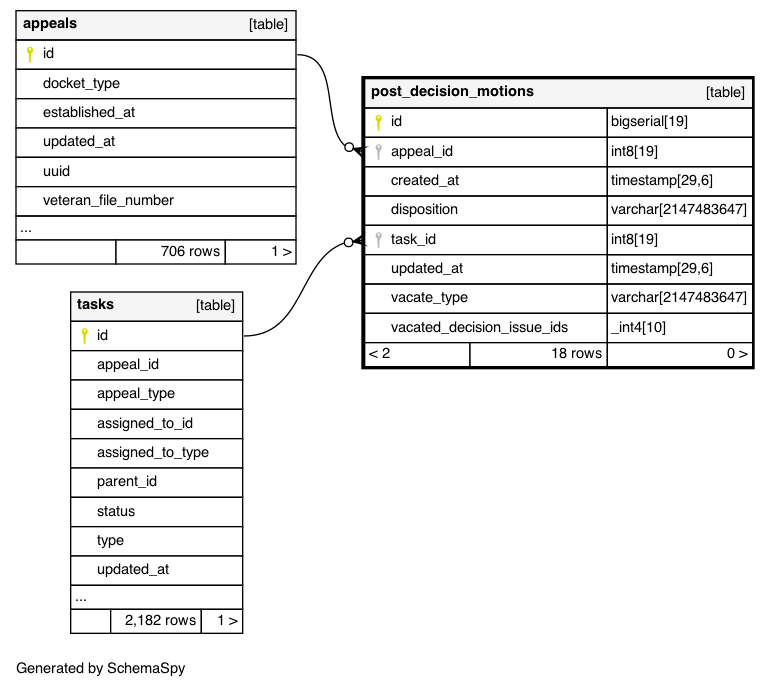 appeals [table]
id
docket_type
established_at
updated_at
uuid
veteran_file_number
...
706 rows 1 >
post_decision_motions [table]
id bigserial[19]
appeal_id int8[19]
created_at timestamp[29,6]
disposition varchar[2147483647]
task_id int8[19]
updated_at timestamp[29,6]
vacate_type varchar[2147483647]
vacated_decision_issue_ids _int4[10]
< 2 18 rows 0 >
tasks [table]
id
appeal_id
appeal_type
assigned_to_id
assigned_to_type
parent_id
status
type
updated_at
...
2,182 rows 1 >
Generated by SchemaSpy